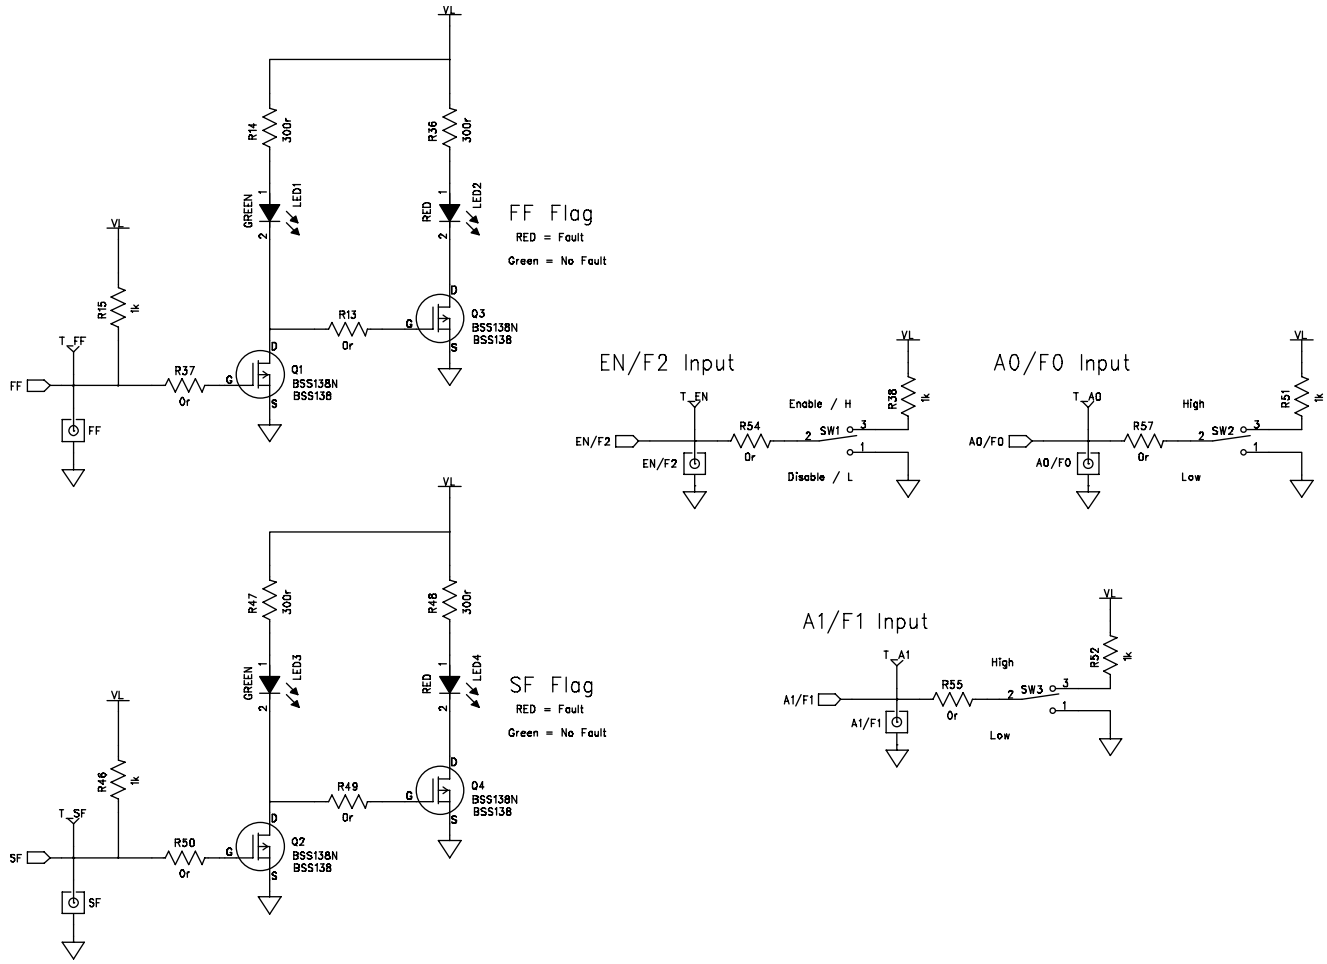 VL
R14
300r
R36
300r
1
GREEN
LED1
2
1
RED
LED2
2
FF Flag
RED = Fault
Green = No Fault
VL
R15
1k
T_FF
FF
FF
R37
0r
G
D
S
Q1
BSS138N
BSS138
R13
0r
G
D
S
Q3
BSS138N
BSS138
EN/F2 Input
T_EN
EN/F2
EN/F2
R54
0r
Enable / H
2
SW1
3
1
Disable / L
VL
R38
1k
A0/F0 Input
T_A0
A0/F0
A0/F0
R57
0r
High
2
SW2
3
1
Low
VL
R51
1k
VL
R47
300r
R48
300r
1
GREEN
LED3
2
1
RED
LED4
2
SF Flag
RED = Fault
Green = No Fault
VL
R46
1k
T_SF
SF
SF
R50
0r
G
D
S
Q2
BSS138N
BSS138
R49
0r
G
D
S
Q4
BSS138N
BSS138
A1/F1 Input
T_A1
A1/F1
A1/F1
R55
0r
High
2
SW3
3
1
Low
VL
R52
1k